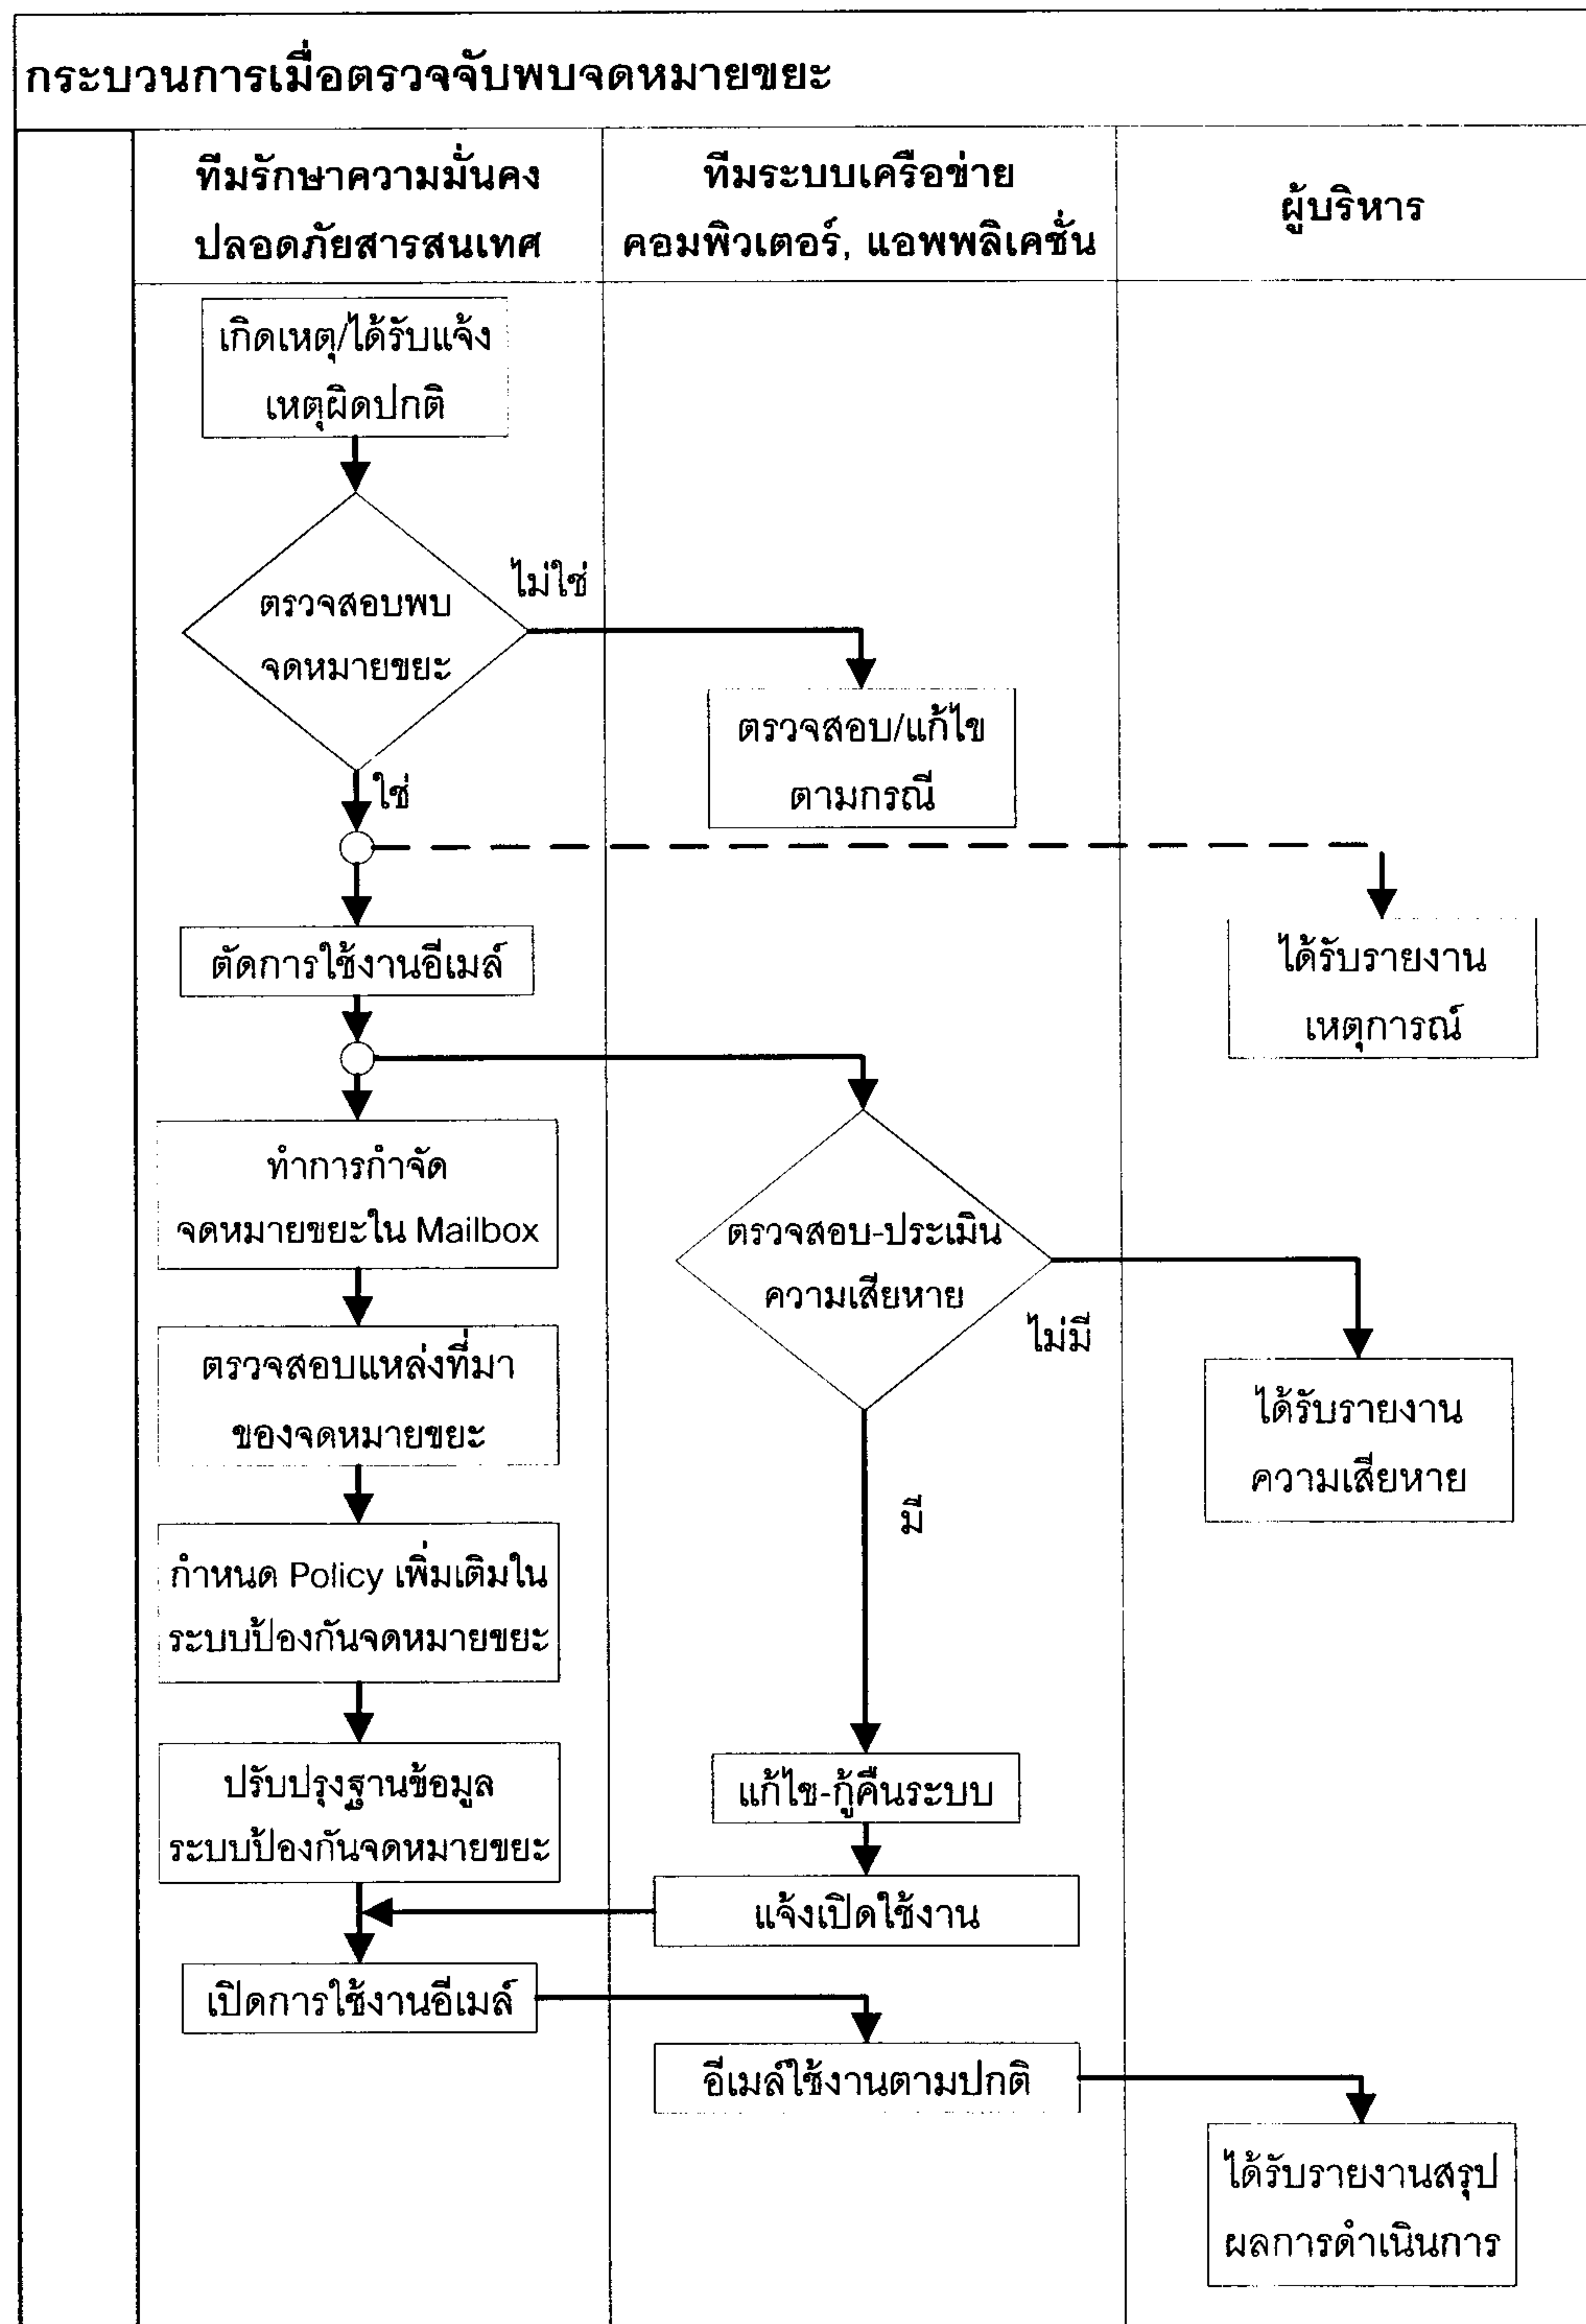 กระบวนการเมื่อตรวจจับพบจดหมายขยะ
ทีมรักษาความมั่นคง
ปลอดภัยสารสนเทศ
ทีมระบบเครือข่าย
คอมพิวเตอร์, แอพพลิเคชั่น
ผู้บริหาร
เกิดเหตุ/ได้รับแจ้ง
เหตุผิดปกติ
ตรวจสอบพบ
จดหมายขยะ
ไม่ใช่
ตรวจสอบ/แก้ไข
ตามกรณี
ใช่
ตัดการใช้งานอีเมล์
ได้รับรายงาน
เหตุการณ์
ทำการกำจัด
จดหมายขยะใน Mailbox
ตรวจสอบ-ประเมิน
ความเสียหาย
ไม่มี
ตรวจสอบแหล่งที่มา
ของจดหมายขยะ
ได้รับรายงาน
ความเสียหาย
มี
กำหนด Policy เพิ่มเติมใน
ระบบป้องกันจดหมายขยะ
ปรับปรุงฐานข้อมูล
ระบบป้องกันจดหมายขยะ
แก้ไข-กู้คืนระบบ
แจ้งเปิดใช้งาน
เปิดการใช้งานอีเมล์
อีเมล์ใช้งานตามปกติ
ได้รับรายงานสรุป
ผลการดำเนินการ